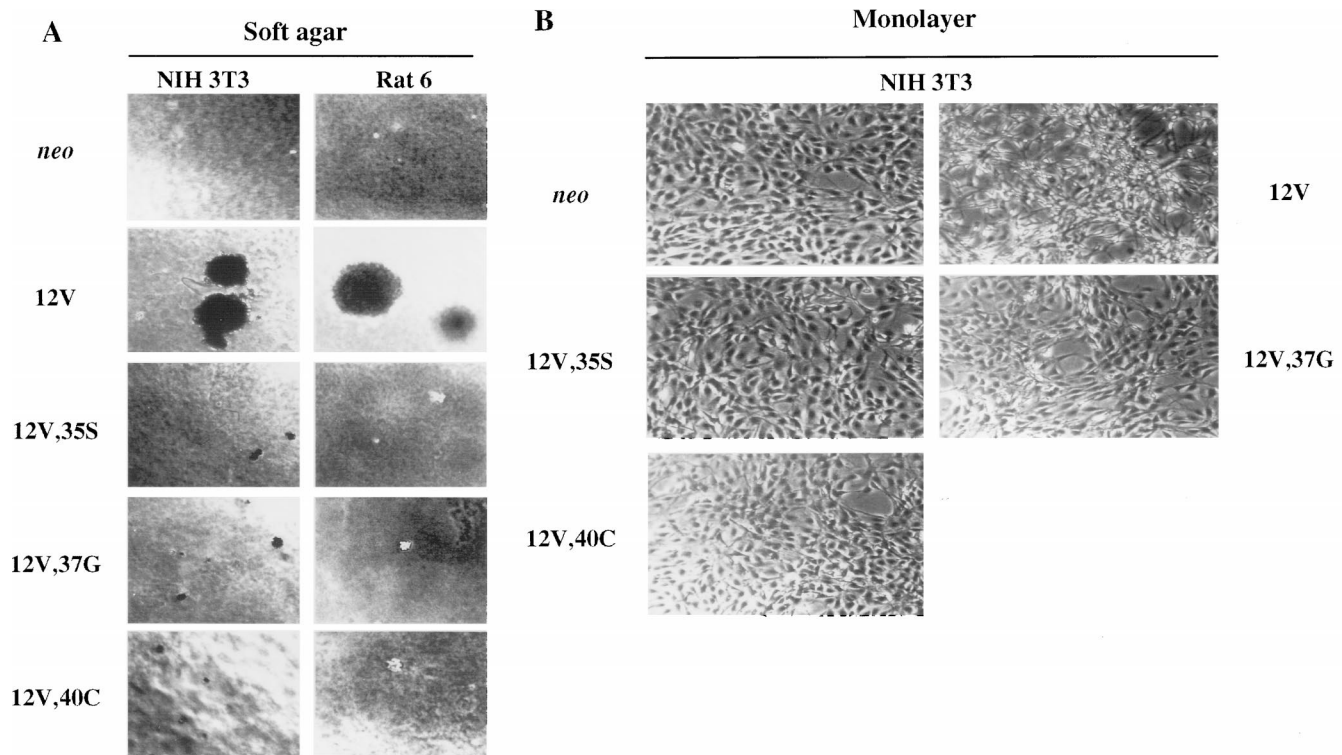 A
Soft agar
NIH 3T3
Rat 6
neo
12V
12V,35S
12V,37G
12V,40C
B
Monolayer
NIH 3T3
neo
12V
12V,35S
12V,37G
12V,40C